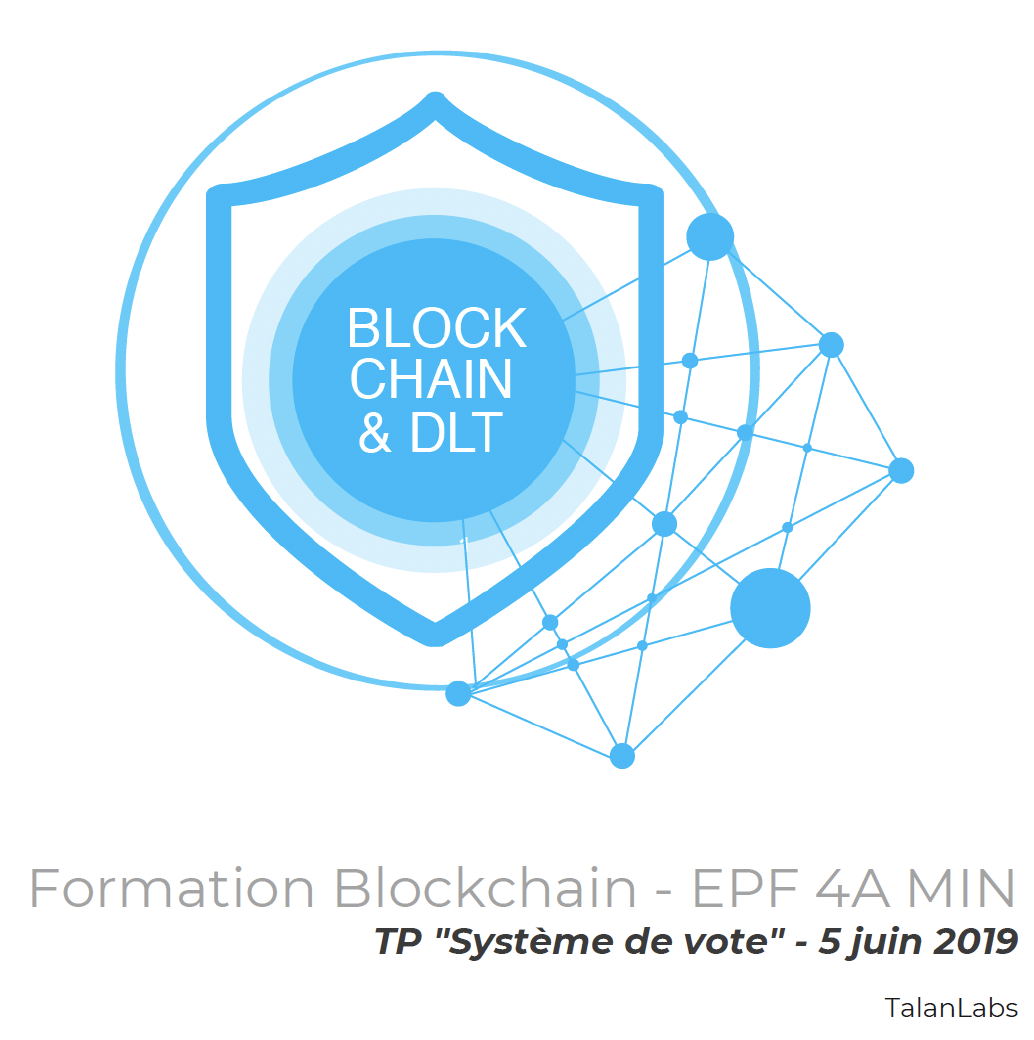 BLOCK
CHAIN
& DLT
Formation Blockchain - EPF 4A MIN
TP "Système de vote" - 5 juin 2019
TalanLabs